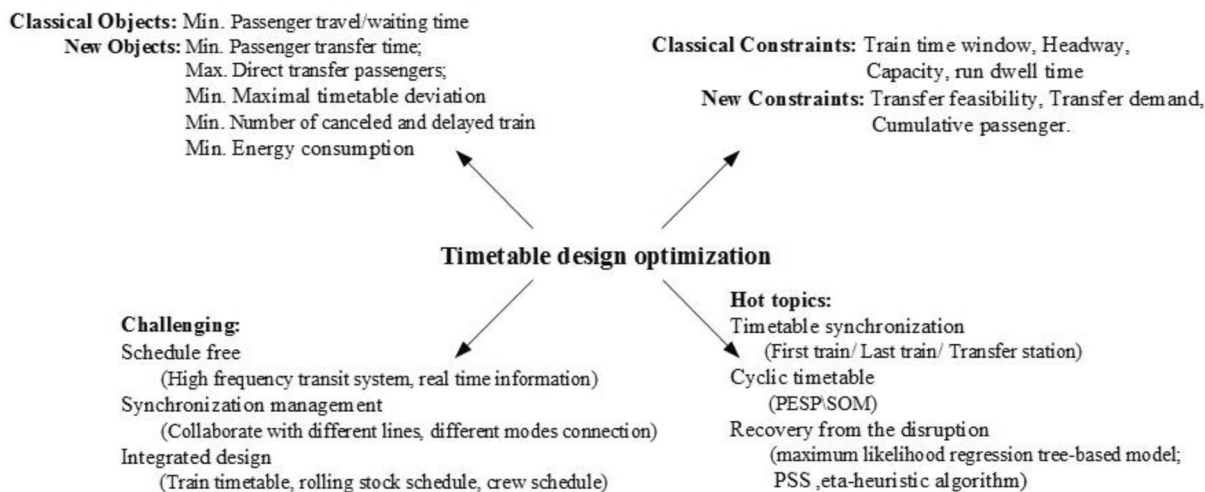 Classical Objects: Min. Passenger travel/waiting time
New Objects: Min. Passenger transfer time;
Max. Direct transfer passengers;
Min. Maximal timetable deviation
Min. Number of canceled and delayed train
Min. Energy consumption
Classical Constraints: Train time window, Headway,
Capacity, run dwell time
New Constraints: Transfer feasibility, Transfer demand,
Cumulative passenger.
Timetable design optimization
Challenging:
Schedule free
(High frequency transit system, real time information)
Synchronization management
(Collaborate with different lines, different modes connection)
Integrated design
(Train timetable, rolling stock schedule, crew schedule)
Hot topics:
Timetable synchronization
(First train/ Last train/ Transfer station)
Cyclic timetable
(PESP\SOM)
Recovery from the disruption
(maximum likelihood regression tree-based model;
PSS ,eta-heuristic algorithm)